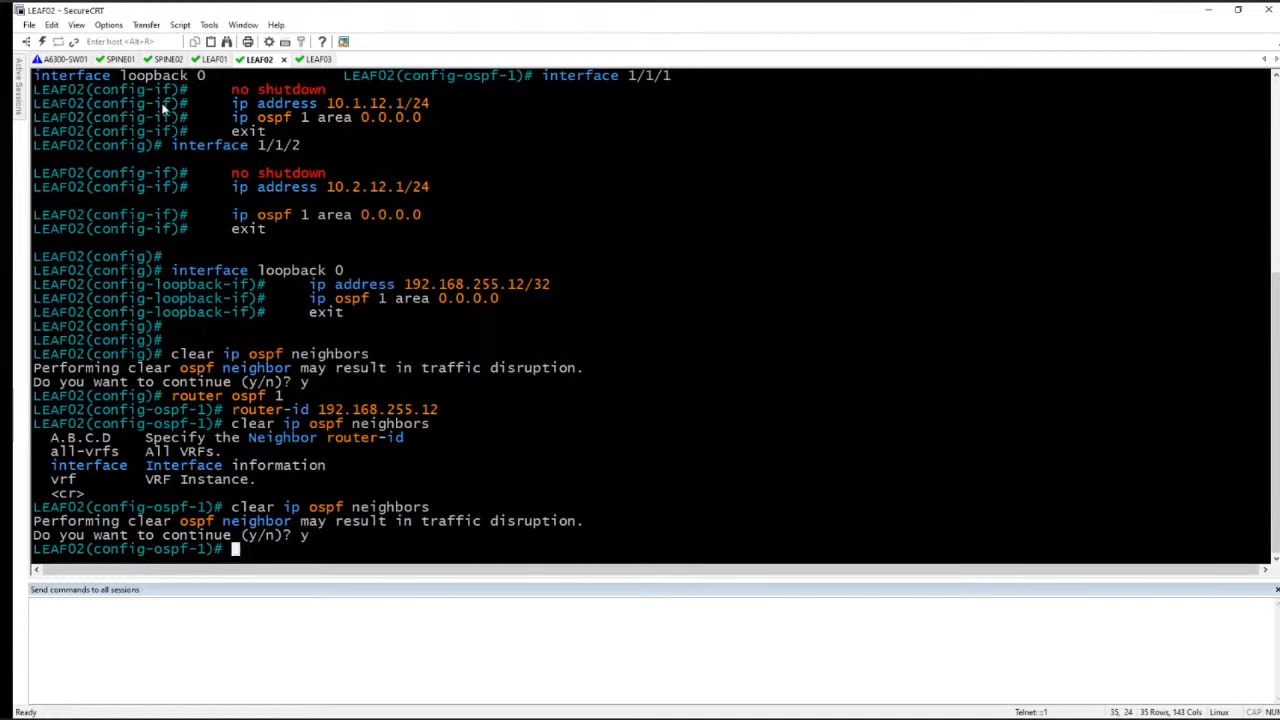 LEAF02 - SecureCRT
File Edit View Options Transfer Script Tools Window Help
Enter host <Alt+R>
A6300-SW01 SPINE01 SPINE02 LEAF01 LEAF02 LEAF03
Active Sessions
interface loopback 0 LEAF02(config-ospf-1)# interface 1/1/1
LEAF02(config-if)# no shutdown
LEAF02(config-if)# ip address 10.1.12.1/24
LEAF02(config-if)# ip ospf 1 area 0.0.0.0
LEAF02(config-if)# exit
LEAF02(config)# interface 1/1/2
LEAF02(config-if)# no shutdown
LEAF02(config-if)# ip address 10.2.12.1/24
LEAF02(config-if)# ip ospf 1 area 0.0.0.0
LEAF02(config-if)# exit
LEAF02(config)#
LEAF02(config)# interface loopback 0
LEAF02(config-loopback-if)# ip address 192.168.255.12/32
LEAF02(config-loopback-if)# ip ospf 1 area 0.0.0.0
LEAF02(config-loopback-if)# exit
LEAF02(config)#
LEAF02(config)#
LEAF02(config)# clear ip ospf neighbors
Performing clear ospf neighbor may result in traffic disruption.
Do you want to continue (y/n)? y
LEAF02(config)# router ospf 1
LEAF02(config-ospf-1)# router-id 192.168.255.12
LEAF02(config-ospf-1)# clear ip ospf neighbors
A.B.C.D Specify the Neighbor router-id
all-vrfs All VRFs.
interface Interface information
vrf VRF Instance.
<cr>
LEAF02(config-ospf-1)# clear ip ospf neighbors
Performing clear ospf neighbor may result in traffic disruption.
Do you want to continue (y/n)? y
LEAF02(config-ospf-1)#
Send commands to all sessions
Ready Telnet: ::1 35, 24 35 Rows, 143 Cols Linux CAP NUM